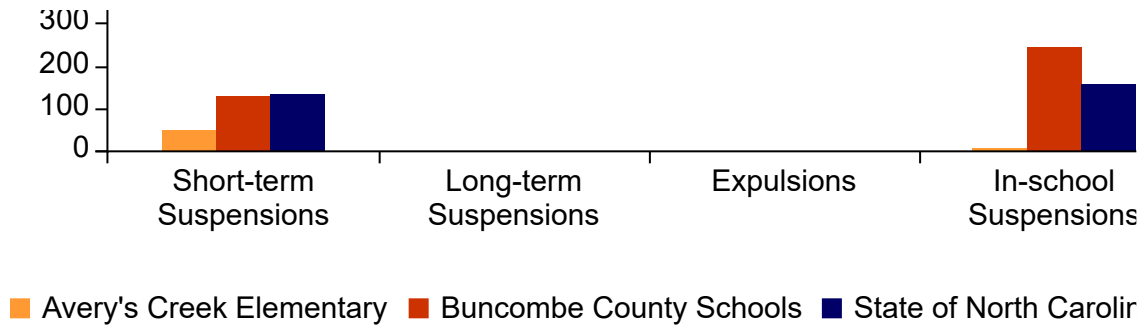 300
200
100
0
Short-term
Suspensions
Long-term
Suspensions
Expulsions
In-school
Suspensions
Avery's Creek Elementary Buncombe County Schools State of North